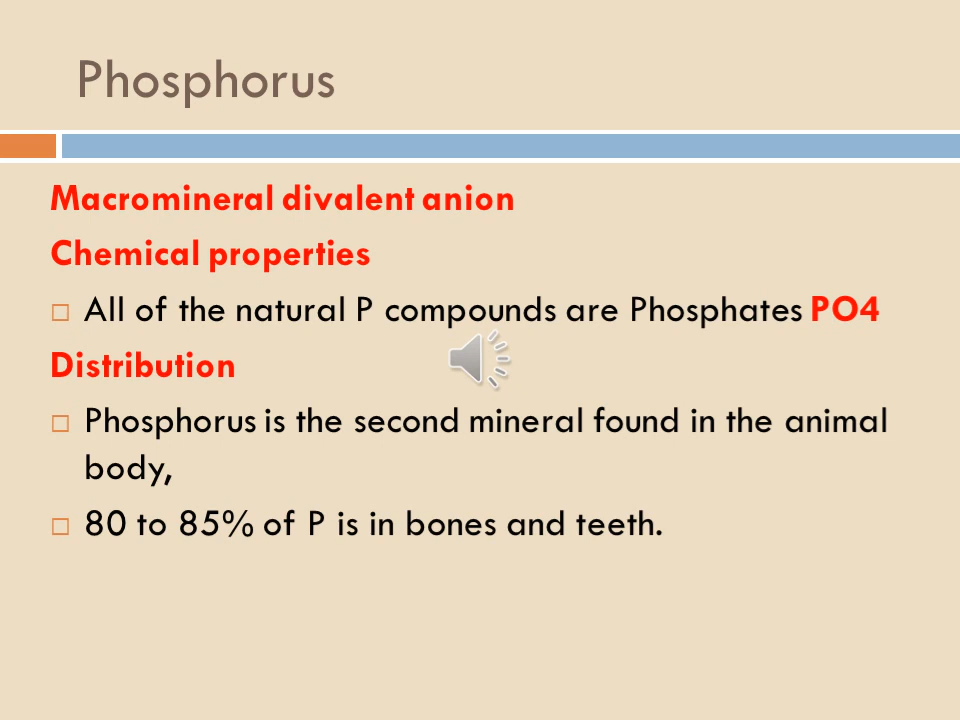 Phosphorus
Macromineral divalent anion
Chemical properties
All of the natural P compounds are Phosphates PO4
Distribution
Phosphorus is the second mineral found in the animal
body,
80 to 85% of P is in bones and teeth.